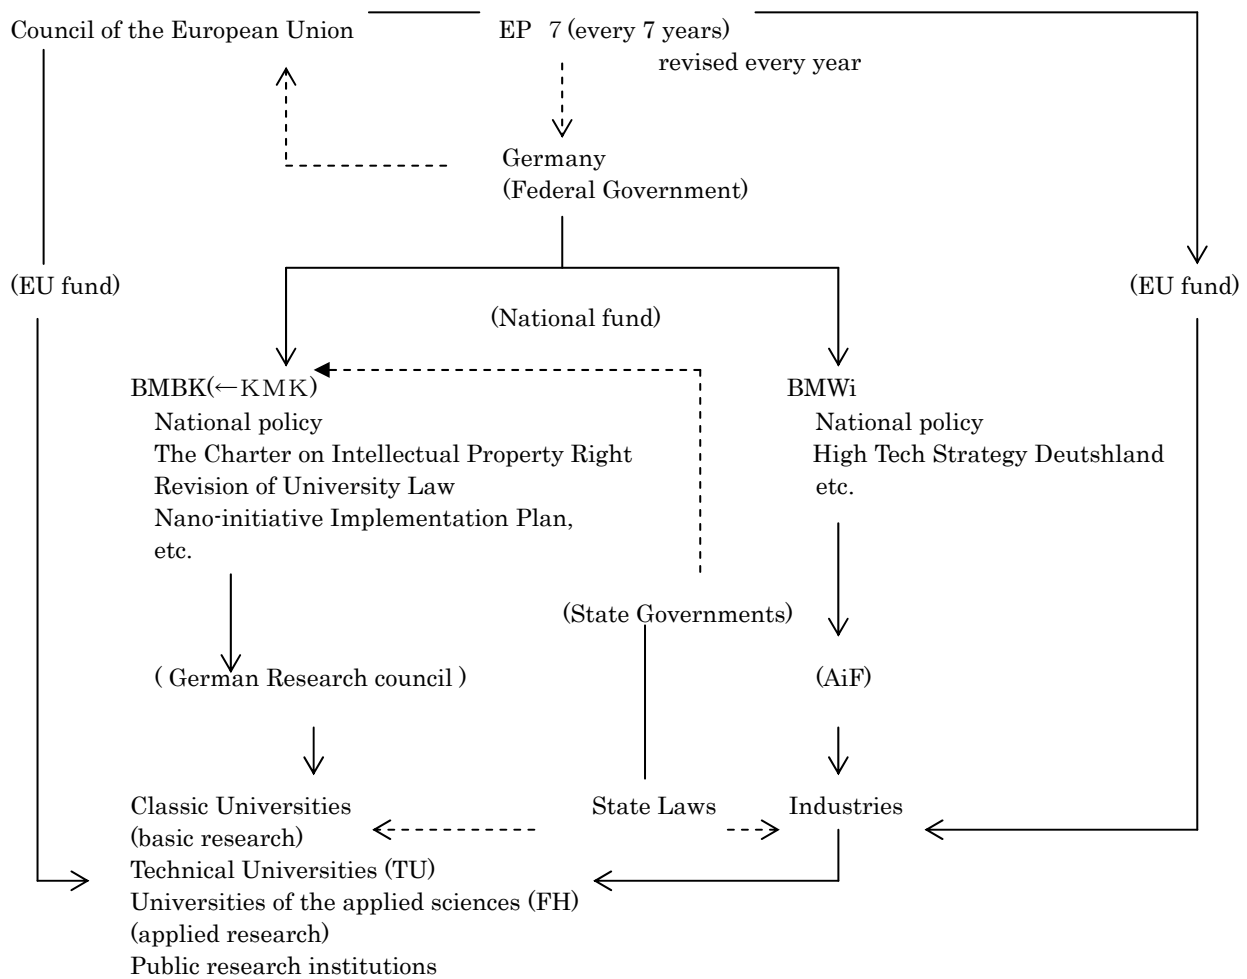 Council of the European Union
EP 7 (every 7 years)
revised every year
Germany
(Federal Government)
(EU fund)
(EU fund)
(National fund)
BMBK(←KMK)
National policy
The Charter on Intellectual Property Right
Revision of University Law
Nano-initiative Implementation Plan,
etc.
BMWi
National policy
High Tech Strategy Deutshland
etc.
(State Governments)
( German Research council )
(AiF)
Classic Universities
(basic research)
Technical Universities (TU)
Universities of the applied sciences (FH)
(applied research)
Public research institutions
State Laws
Industries